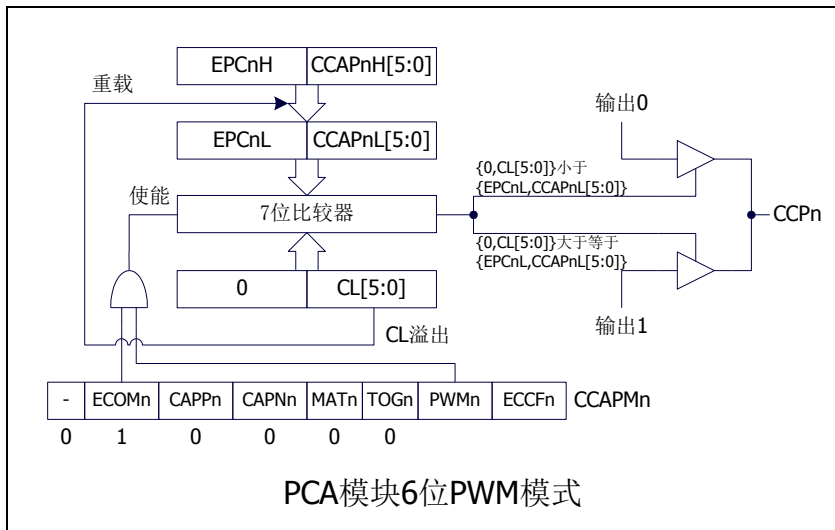 EPCnH CCAPnH[5:0]
重载
输出0
EPCnL CCAPnL[5:0]
{0,CL[5:0]}小于
{EPCnL,CCAPnL[5:0]}
使能
7位比较器
CCPn
{0,CL[5:0]}大于等于
{EPCnL,CCAPnL[5:0]}
0 CL[5:0]
输出1
CL溢出
- ECOMn CAPPn CAPNn MATn TOGn PWMn ECCFn CCAPMn
0 1 0 0 0 0
PCA模块6位PWM模式